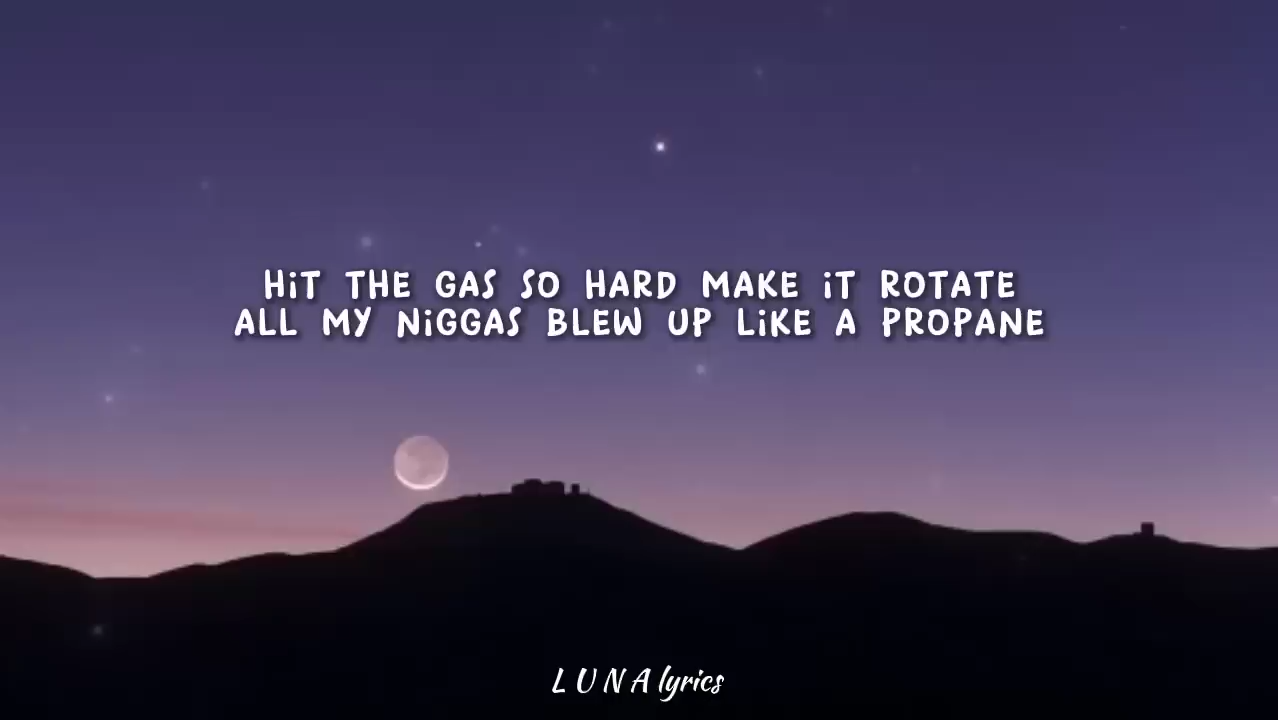 HiT THE GAS SO HARD MAKE iT ROTATE
ALL MY NiGGAS BLEW UP LiKE A PROPANE
L U N A lyrics